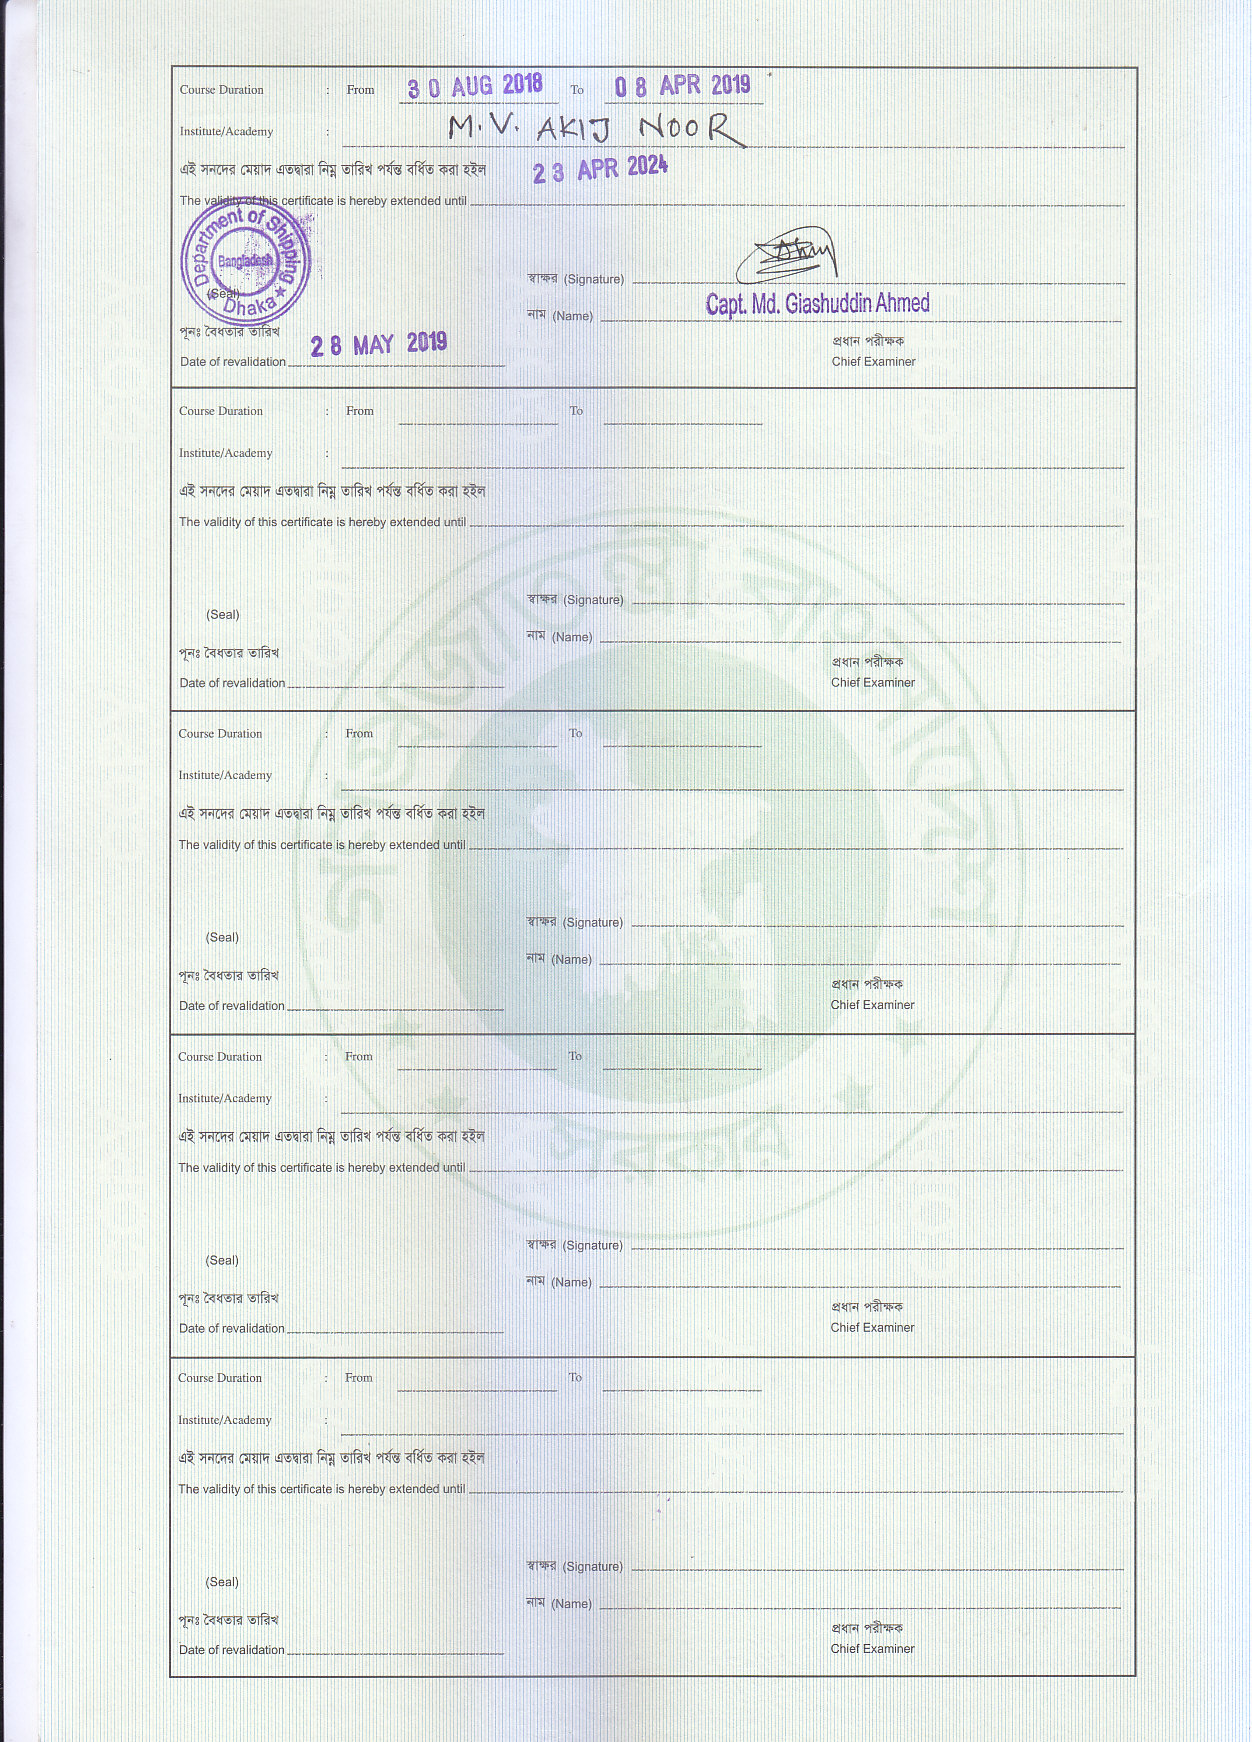 Course Duration : From 30 AUG 2018 To 08 APR 2019
Institute/Academy : M.V. AKIJ NOOR
এই সনদের মেয়াদ এতদ্বারা নিম্ন তারিখ পর্যন্ত বর্ধিত করা হইল 23 APR 2024
The validity of this certificate is hereby extended until
Department of Shipping
Bangladesh
Dhaka
(Seal)
স্বাক্ষর (Signature)
Capt. Md. Giashuddin Ahmed
নাম (Name)
পূনঃ বৈধতার তারিখ
প্রধান পরীক্ষক
Date of revalidation 28 MAY 2019
Chief Examiner
Course Duration : From To
Institute/Academy :
এই সনদের মেয়াদ এতদ্বারা নিম্ন তারিখ পর্যন্ত বর্ধিত করা হইল
The validity of this certificate is hereby extended until
স্বাক্ষর (Signature)
(Seal)
নাম (Name)
পূনঃ বৈধতার তারিখ
প্রধান পরীক্ষক
Date of revalidation
Chief Examiner
Course Duration : From To
Institute/Academy :
এই সনদের মেয়াদ এতদ্বারা নিম্ন তারিখ পর্যন্ত বর্ধিত করা হইল
The validity of this certificate is hereby extended until
স্বাক্ষর (Signature)
(Seal)
নাম (Name)
পূনঃ বৈধতার তারিখ
প্রধান পরীক্ষক
Date of revalidation
Chief Examiner
Course Duration : From To
Institute/Academy :
এই সনদের মেয়াদ এতদ্বারা নিম্ন তারিখ পর্যন্ত বর্ধিত করা হইল
The validity of this certificate is hereby extended until
স্বাক্ষর (Signature)
(Seal)
নাম (Name)
পূনঃ বৈধতার তারিখ
প্রধান পরীক্ষক
Date of revalidation
Chief Examiner
Course Duration : From To
Institute/Academy :
এই সনদের মেয়াদ এতদ্বারা নিম্ন তারিখ পর্যন্ত বর্ধিত করা হইল
The validity of this certificate is hereby extended until
স্বাক্ষর (Signature)
(Seal)
নাম (Name)
পূনঃ বৈধতার তারিখ
প্রধান পরীক্ষক
Date of revalidation
Chief Examiner
গণপ্রজাতন্ত্রী বাংলাদেশ
সরকার